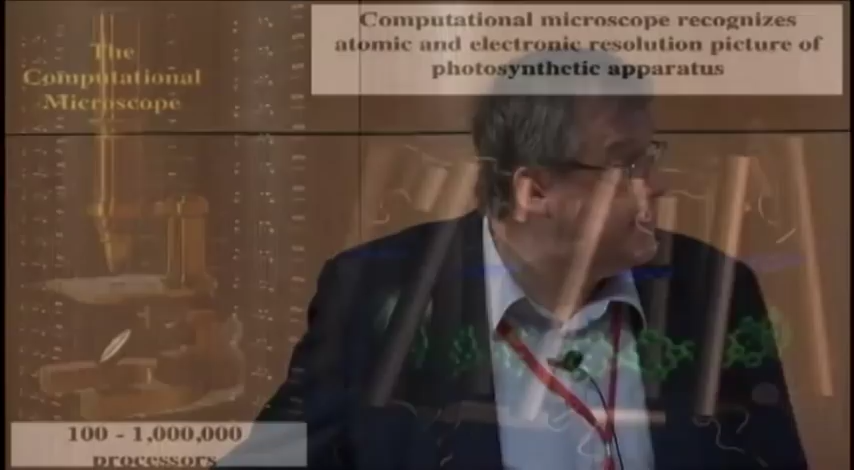 The
Computational
Microscope
Computational microscope recognizes
atomic and electronic resolution picture of
photosynthetic apparatus
100 - 1,000,000
processors